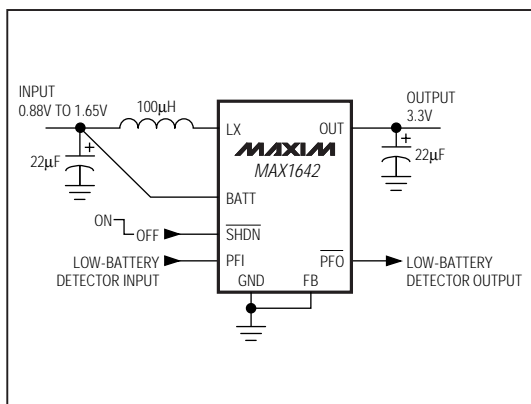 INPUT
0.88V TO 1.65V
100µH
22µF
+
LX
BATT
ON
OFF
SHDN
LOW-BATTERY
DETECTOR INPUT
PFI
GND
FB
MAXIM
MAX1642
OUT
PFO
OUTPUT
3.3V
+
22µF
LOW-BATTERY
DETECTOR OUTPUT